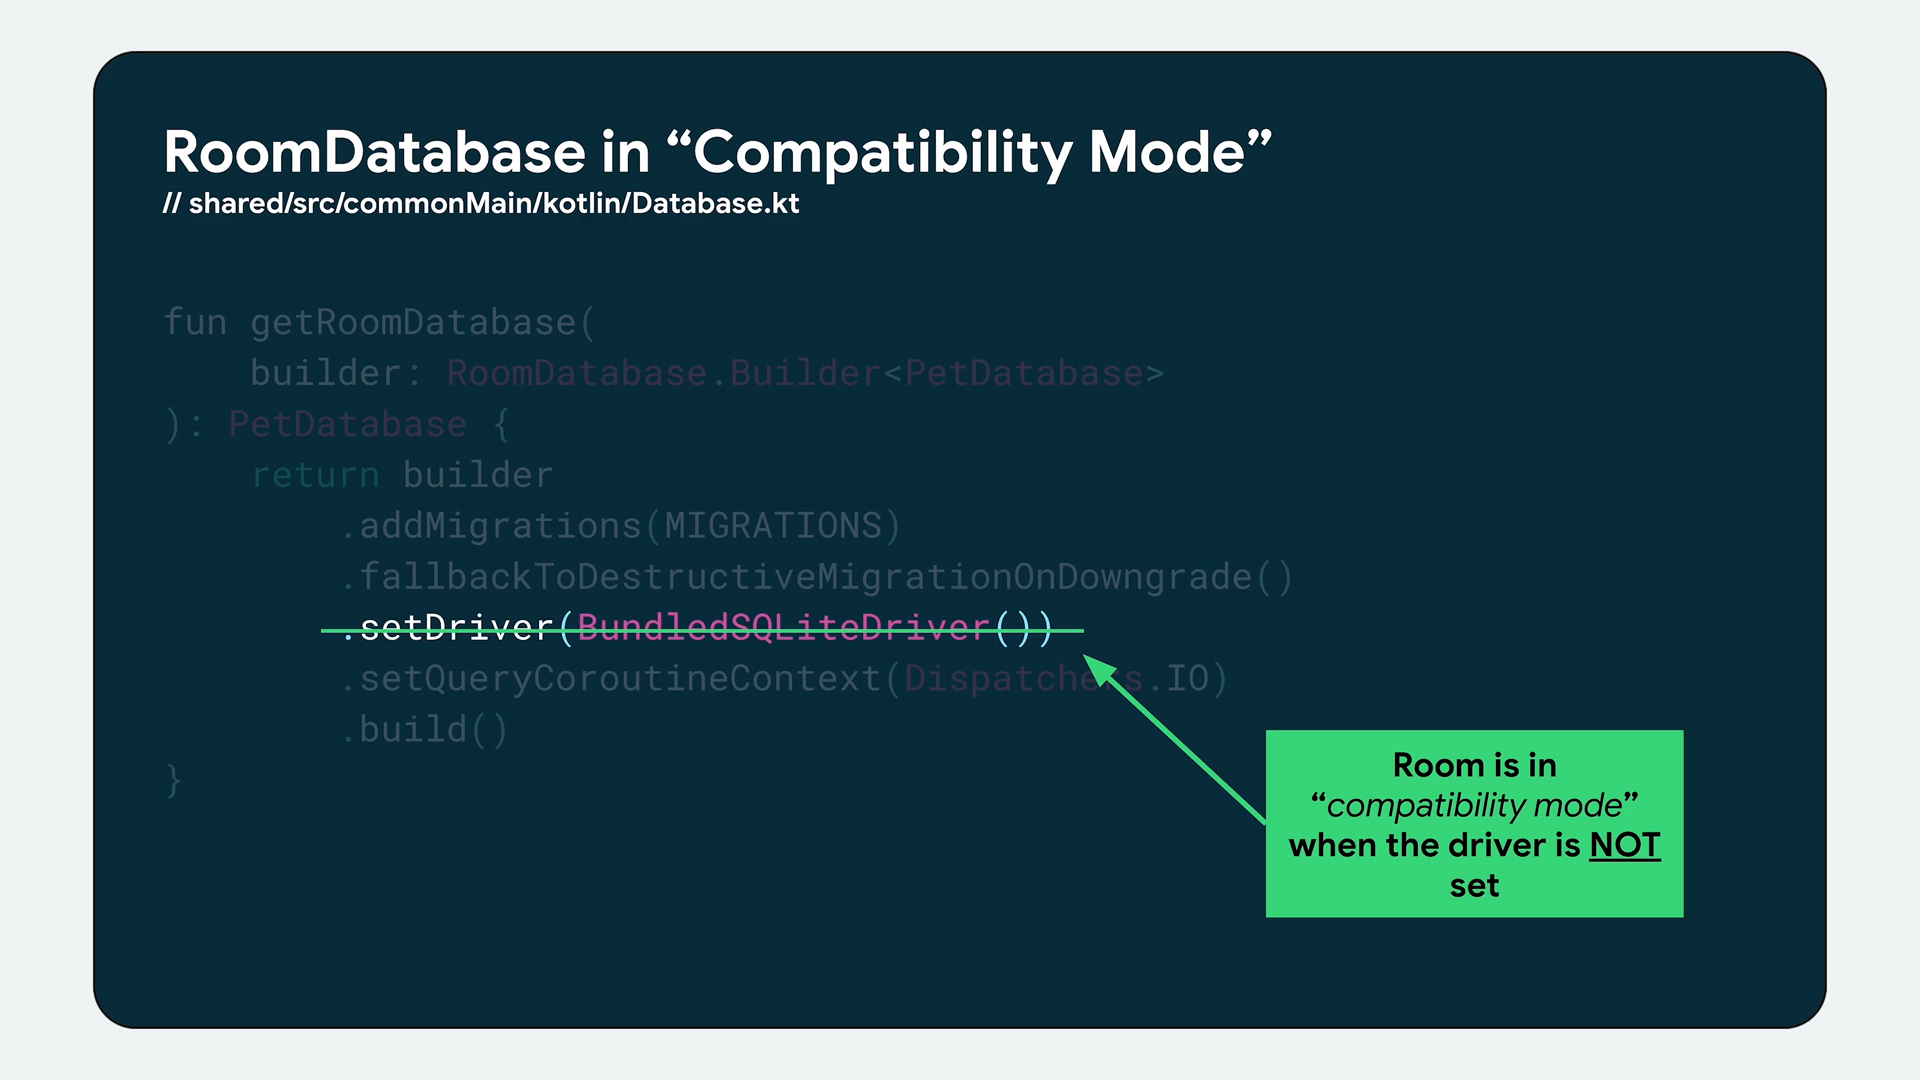 RoomDatabase in “Compatibility Mode”
// shared/src/commonMain/kotlin/Database.kt
fun getRoomDatabase(
    builder: RoomDatabase.Builder<PetDatabase>
): PetDatabase {
    return builder
        .addMigrations(MIGRATIONS)
        .fallbackToDestructiveMigrationOnDowngrade()
        .setDriver(BundledSQLiteDriver())
        .setQueryCoroutineContext(Dispatchers.IO)
        .build()
}
Room is in
“compatibility mode”
when the driver is NOT
set